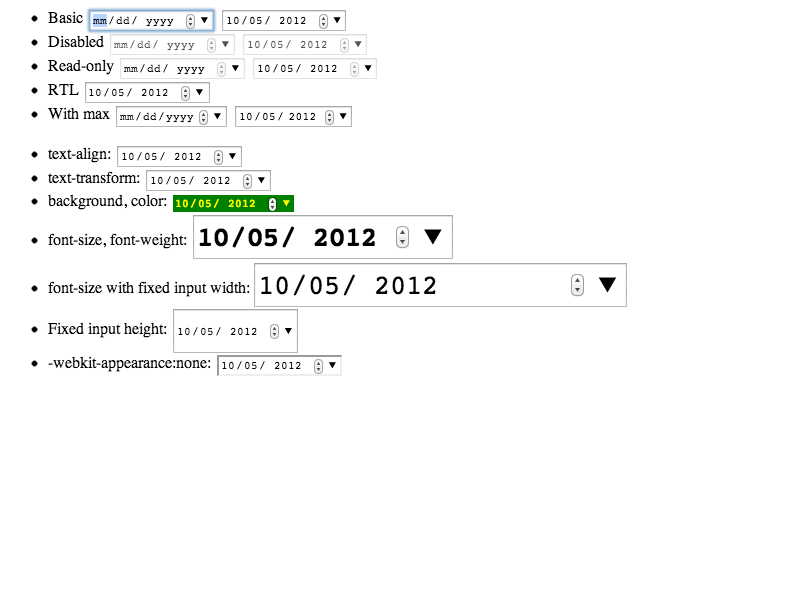 Basic mm/dd/ yyyy 10/05/ 2012
Disabled mm/dd/ yyyy 10/05/ 2012
Read-only mm/dd/ yyyy 10/05/ 2012
RTL 10/05/ 2012
With max mm/dd/yyyy 10/05/2012
text-align: 10/05/ 2012
text-transform: 10/05/ 2012
background, color: 10/05/ 2012
font-size, font-weight: 10/05/ 2012
font-size with fixed input width: 10/05/ 2012
Fixed input height: 10/05/ 2012
-webkit-appearance:none: 10/05/ 2012